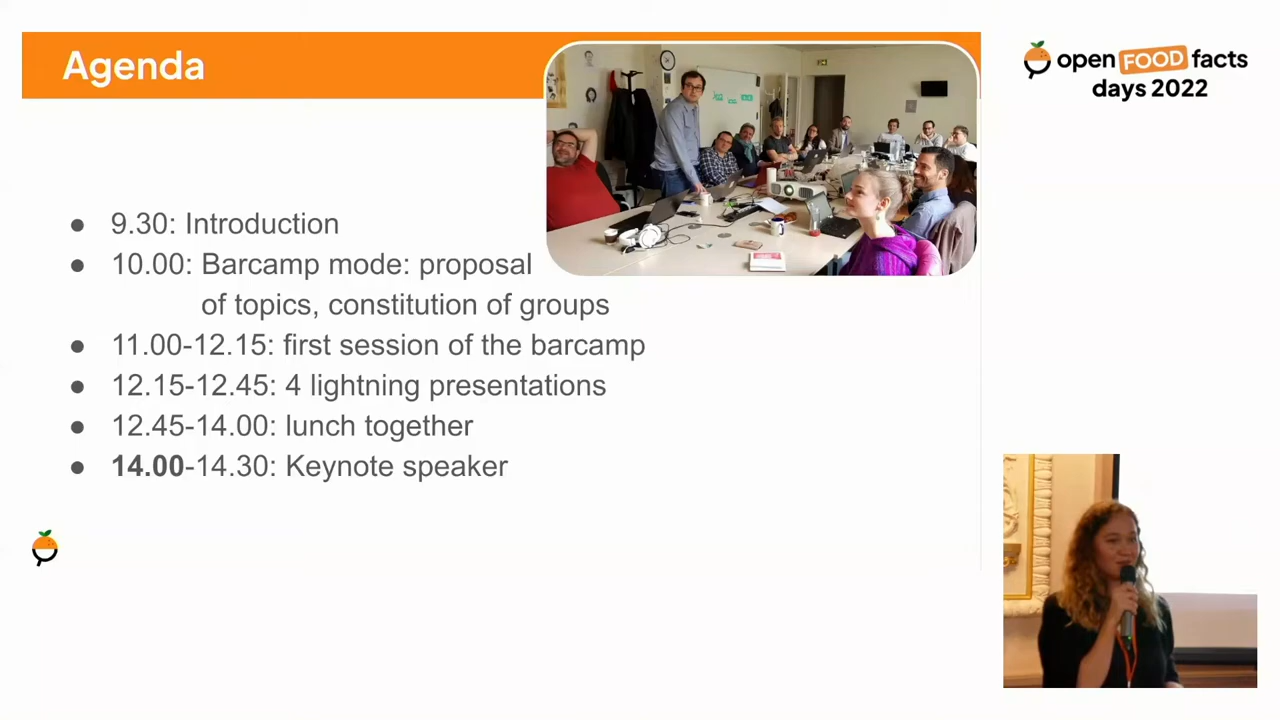 Agenda
open FOOD facts
days 2022
● 9.30: Introduction
● 10.00: Barcamp mode: proposal
of topics, constitution of groups
● 11.00-12.15: first session of the barcamp
● 12.15-12.45: 4 lightning presentations
● 12.45-14.00: lunch together
● 14.00-14.30: Keynote speaker